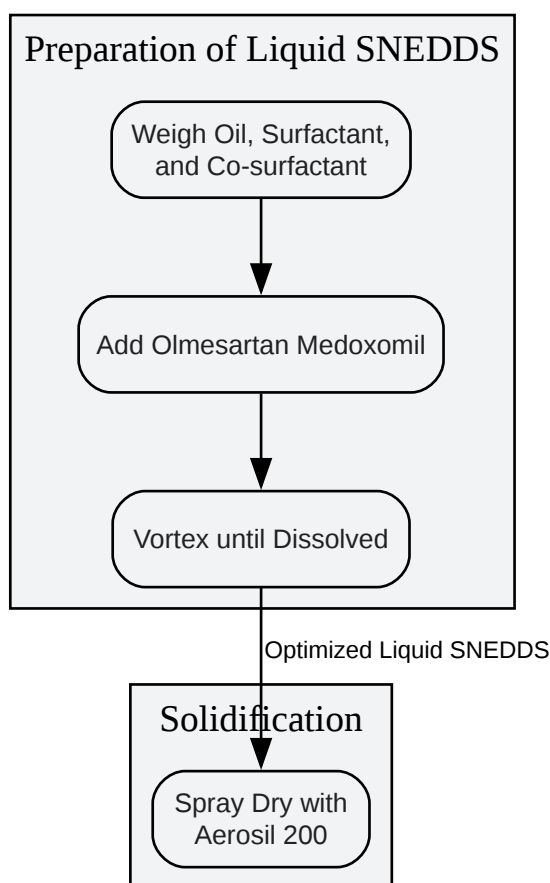 Preparation of Liquid SNEDDS
Weigh Oil, Surfactant,
and Co-surfactant
Add Olmesartan Medoxomil
Vortex until Dissolved
Optimized Liquid SNEDDS
Solidification
Spray Dry with
Aerosil 200